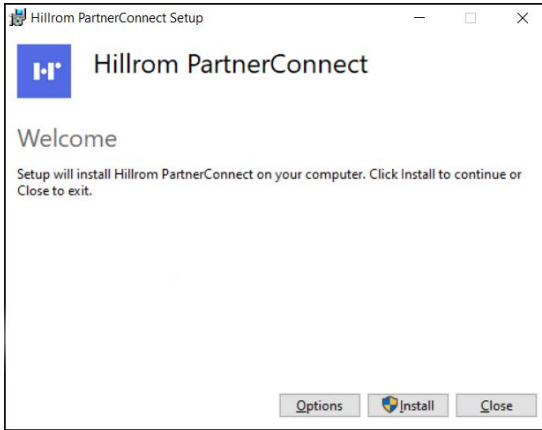 Hillrom PartnerConnect Setup
Hr
Hillrom PartnerConnect
Welcome
Setup will install Hillrom PartnerConnect on your computer. Click Install to continue or
Close to exit.
Options
Install
Close